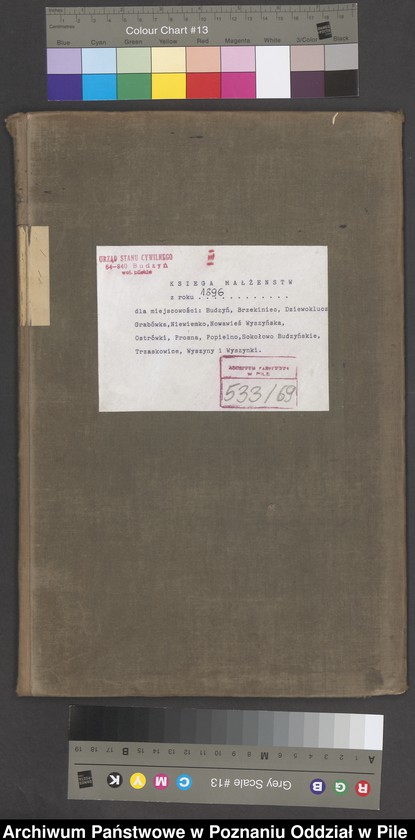 Colour Chart #13
Blue Cyan Green Yellow Red Magenta White 3/Color Black
URZĄD STANU CYWILNEGO
64-840 Budzyń
woj. pilskie
KSIĘGA MAŁŻEŃSTW
z roku 1896
dla miejscowości: Budzyń, Brzekiniec, Dziewoklucz
Grabówka,Niewiemko,Nowawieś Wyszyńska,
Ostrówki, Prosna, Popielno,Sokołowo Budzyńskie,
Trzaskowice, Wyszyny i Wyszynki.
ARCHIWUM PAŃSTWOWE
W PILE
533/69
R G B Grey Scale #13 C M Y K
Archiwum Państwowe w Poznaniu Oddział w Pile